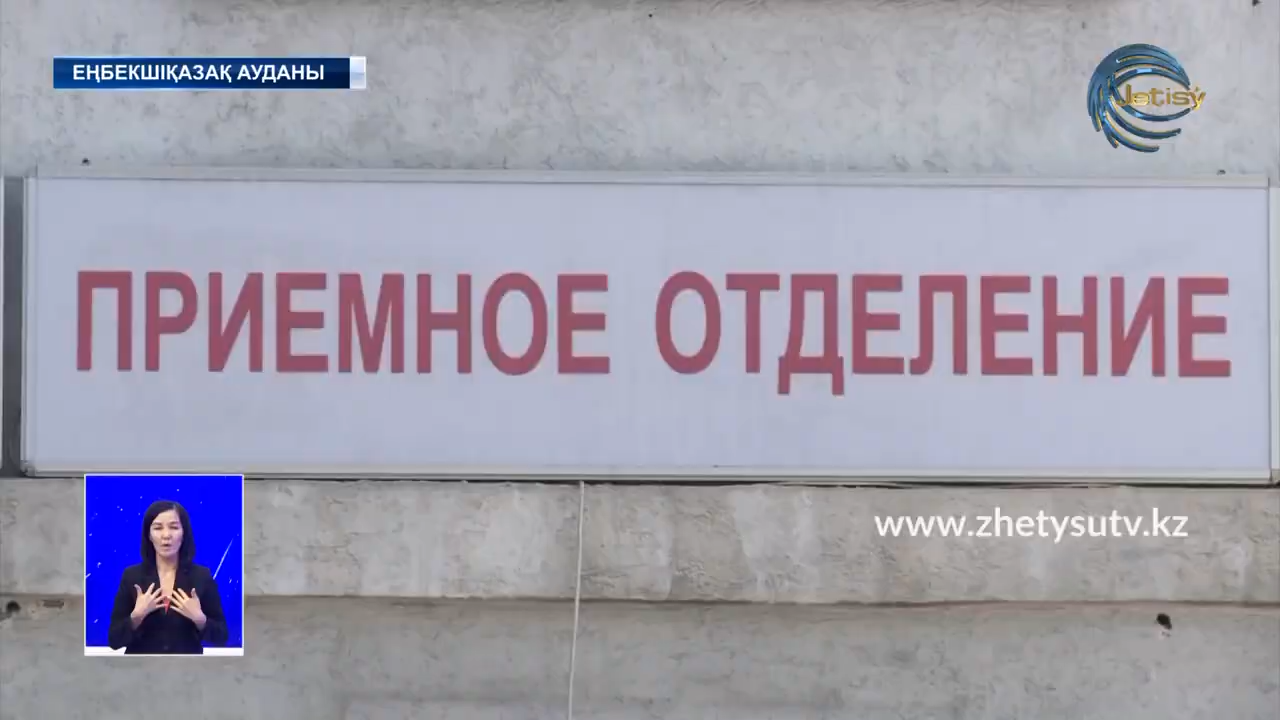 ЕҢБЕКШІҚАЗАҚ АУДАНЫ
Jetisý
ПРИЕМНОЕ ОТДЕЛЕНИЕ
www.zhetysutv.kz